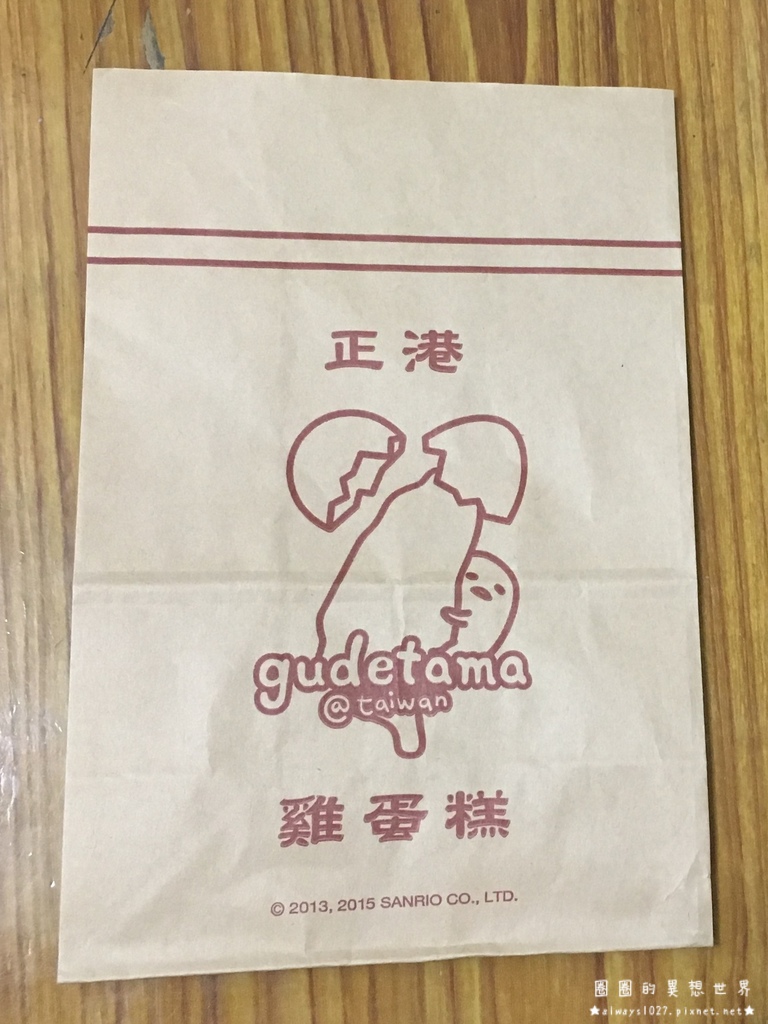 正港
gudetama
@taiwan
雞蛋糕
© 2013, 2015 SANRIO CO., LTD.
圈圈的異想世界
★always1027.pixnet.net★